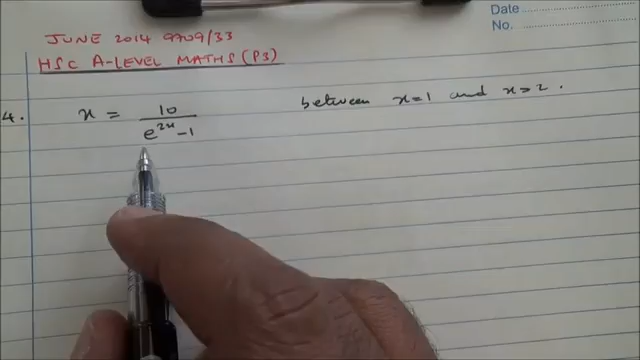 Date
No.
JUNE 2014 9709/33
HSC A-LEVEL MATHS (P3)
4. x = 10 / (e^{2x} - 1) between x=1 and x=2.